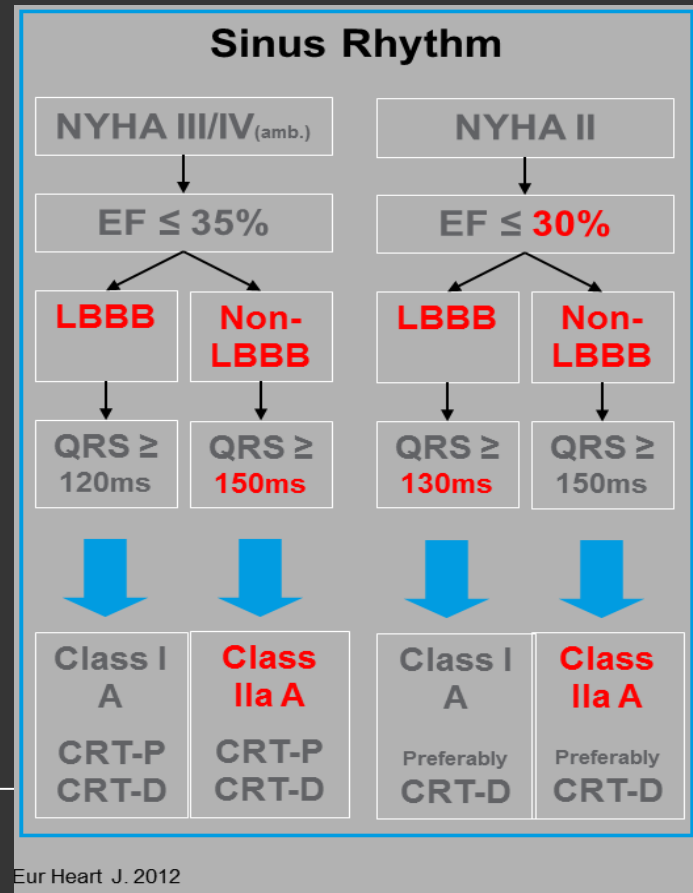 Sinus Rhythm
NYHA III/IV(amb.)
NYHA II
EF ≤ 35%
EF ≤ 30%
LBBB
Non-
LBBB
LBBB
Non-
LBBB
QRS ≥
120ms
QRS ≥
150ms
QRS ≥
130ms
QRS ≥
150ms
Class I
A
CRT-P
CRT-D
Class
IIa A
CRT-P
CRT-D
Class I
A
Preferably
CRT-D
Class
IIa A
Preferably
CRT-D
Eur Heart J. 2012